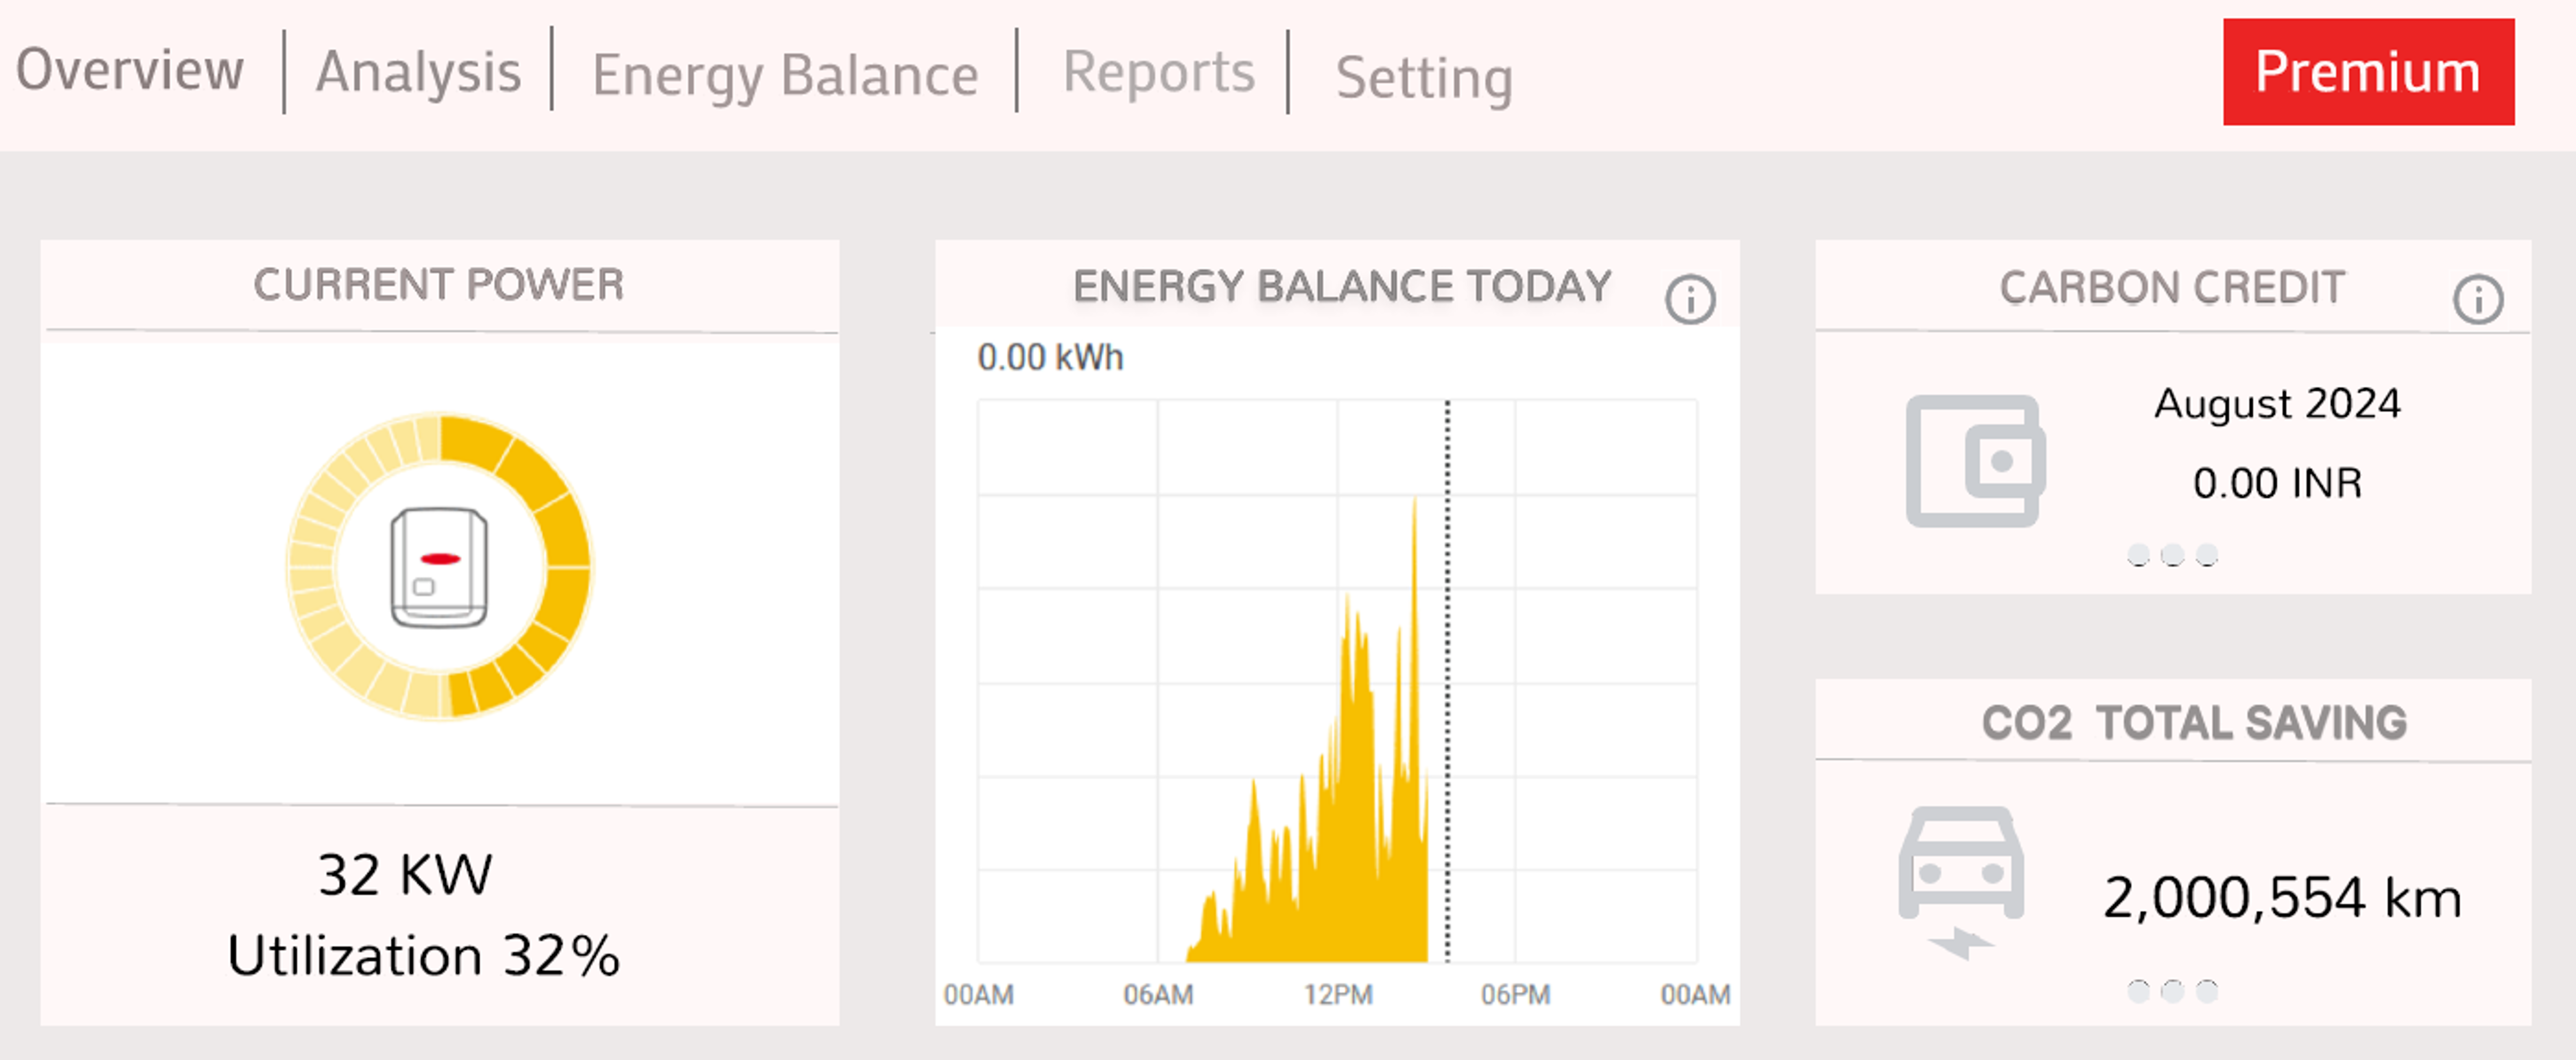 Overview | Analysis | Energy Balance | Reports | Setting
Premium
CURRENT POWER
32 KW
Utilization 32%
ENERGY BALANCE TODAY
0.00 kWh
00AM 06AM 12PM 06PM 00AM
CARBON CREDIT
August 2024
0.00 INR
CO2 TOTAL SAVING
2,000,554 km